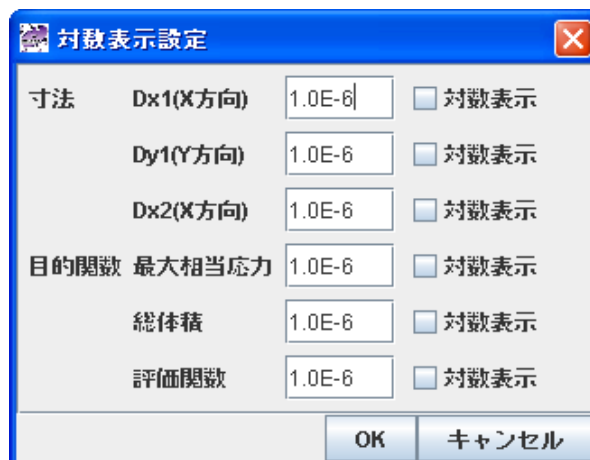 対数表示設定
寸法 Dx1(X方向) 1.0E-6 対数表示
Dy1(Y方向) 1.0E-6 対数表示
Dx2(X方向) 1.0E-6 対数表示
目的関数 最大相当応力 1.0E-6 対数表示
総体積 1.0E-6 対数表示
評価関数 1.0E-6 対数表示
OK キャンセル